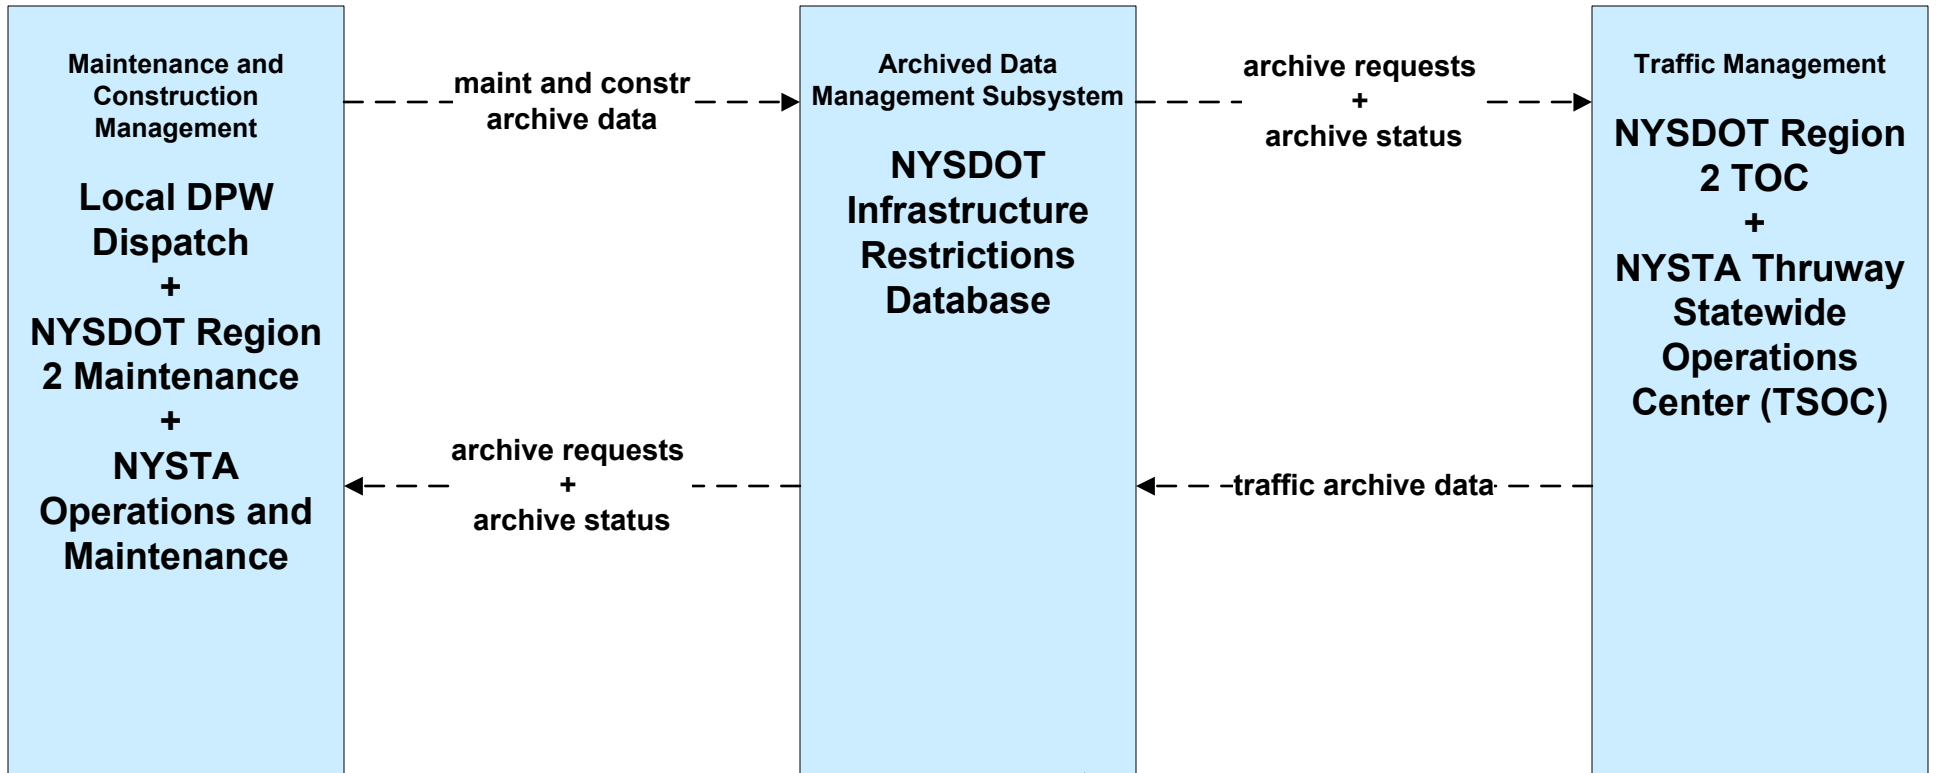 Maintenance and
Construction
Management
Local DPW
Dispatch
+
NYSDOT Region
2 Maintenance
+
NYSTA
Operations and
Maintenance
maint and constr
archive data
archive requests
+
archive status
Archived Data
Management Subsystem
NYSDOT
Infrastructure
Restrictions
Database
archive requests
+
archive status
traffic archive data
Traffic Management
NYSDOT Region
2 TOC
+
NYSTA Thruway
Statewide
Operations
Center (TSOC)